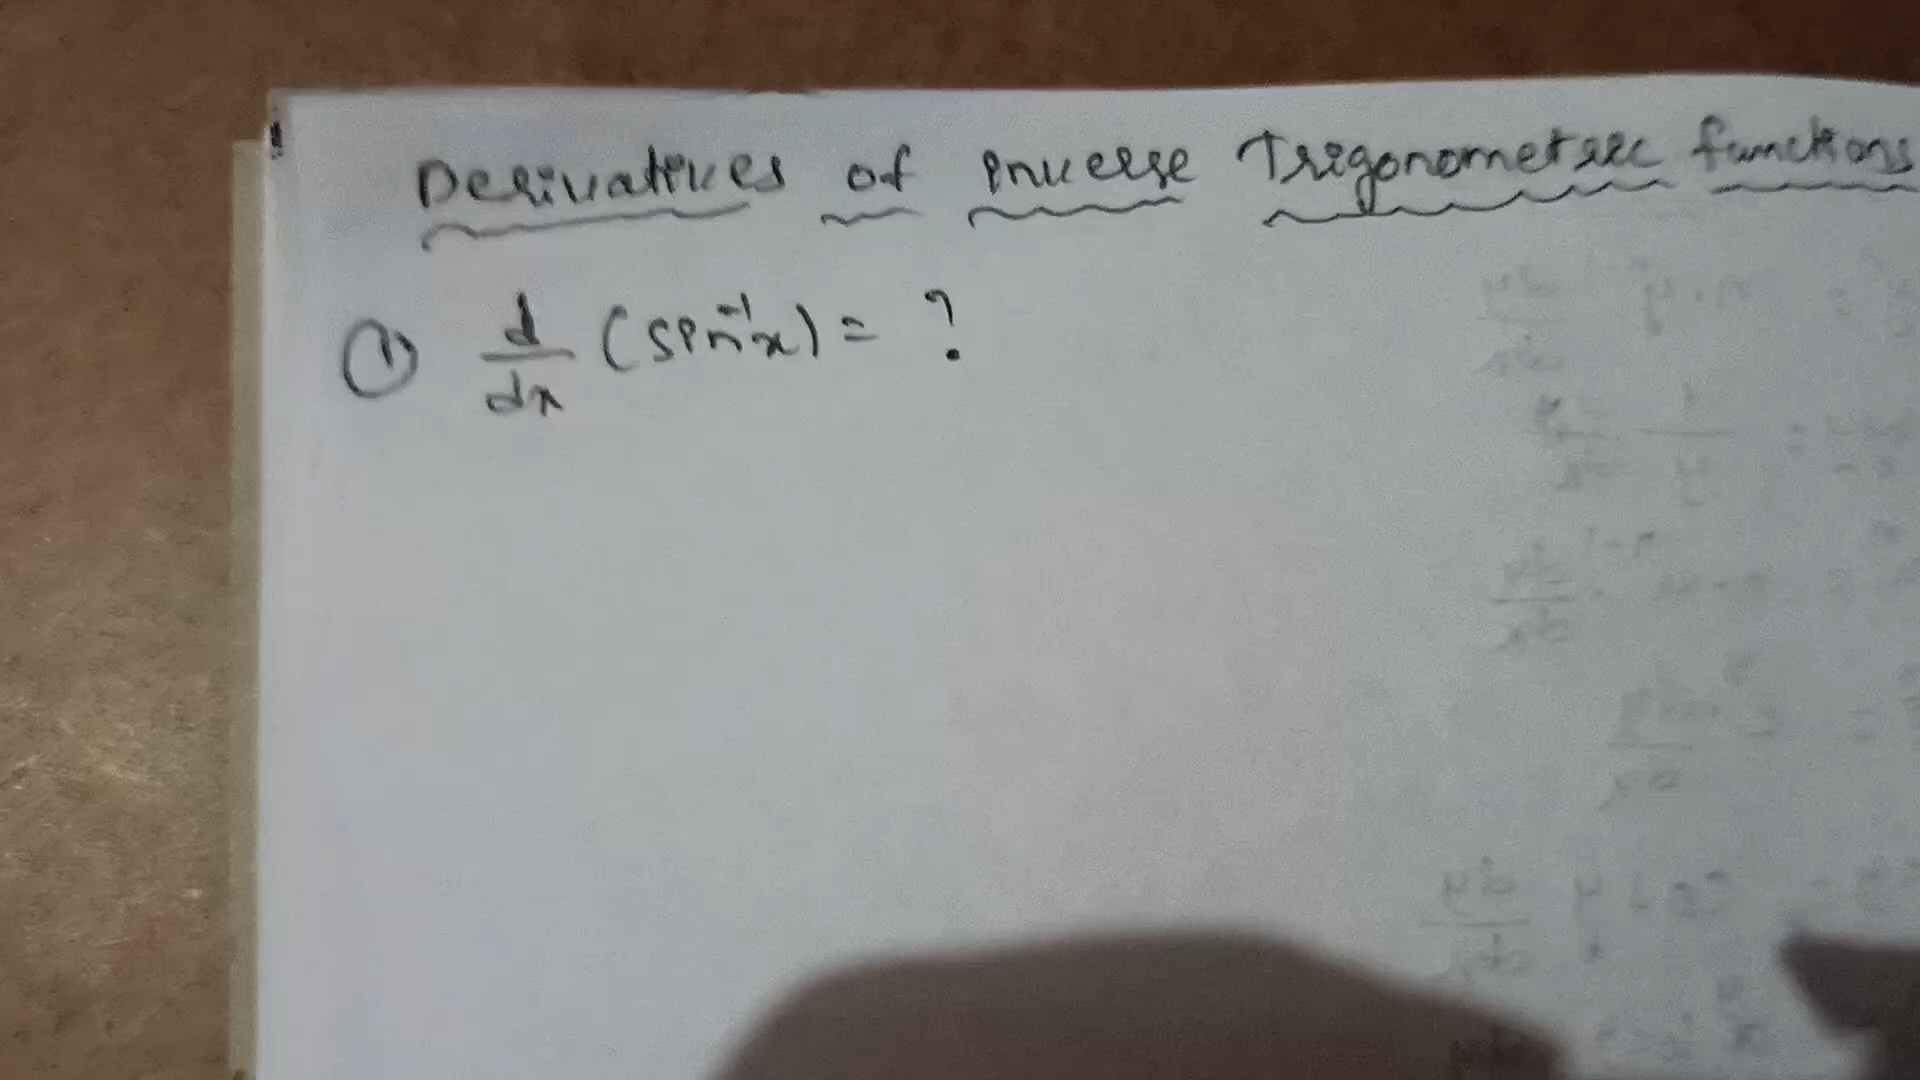 Derivatives of inverse Trigonometric functions
① d/dx (sin⁻¹x) = ?